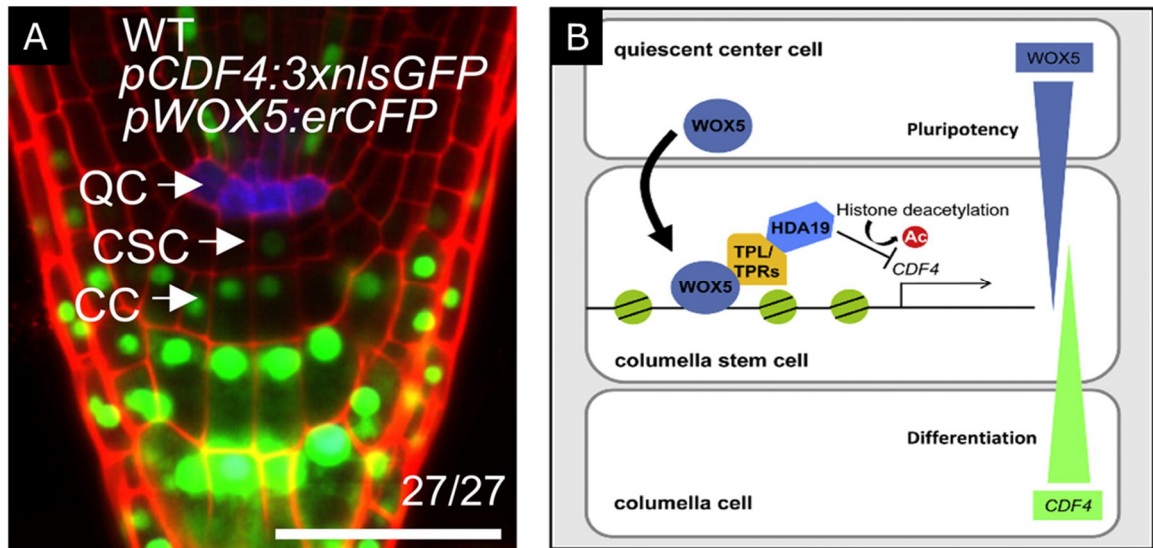 A
WT
pCDF4:3xnlsGFP
pWOX5:erCFP
QC
CSC
CC
27/27
B
quiescent center cell
WOX5
WOX5
Pluripotency
Histone deacetylation
HDA19
Ac
TPL/
TPRs
CDF4
WOX5
columella stem cell
Differentiation
columella cell
CDF4